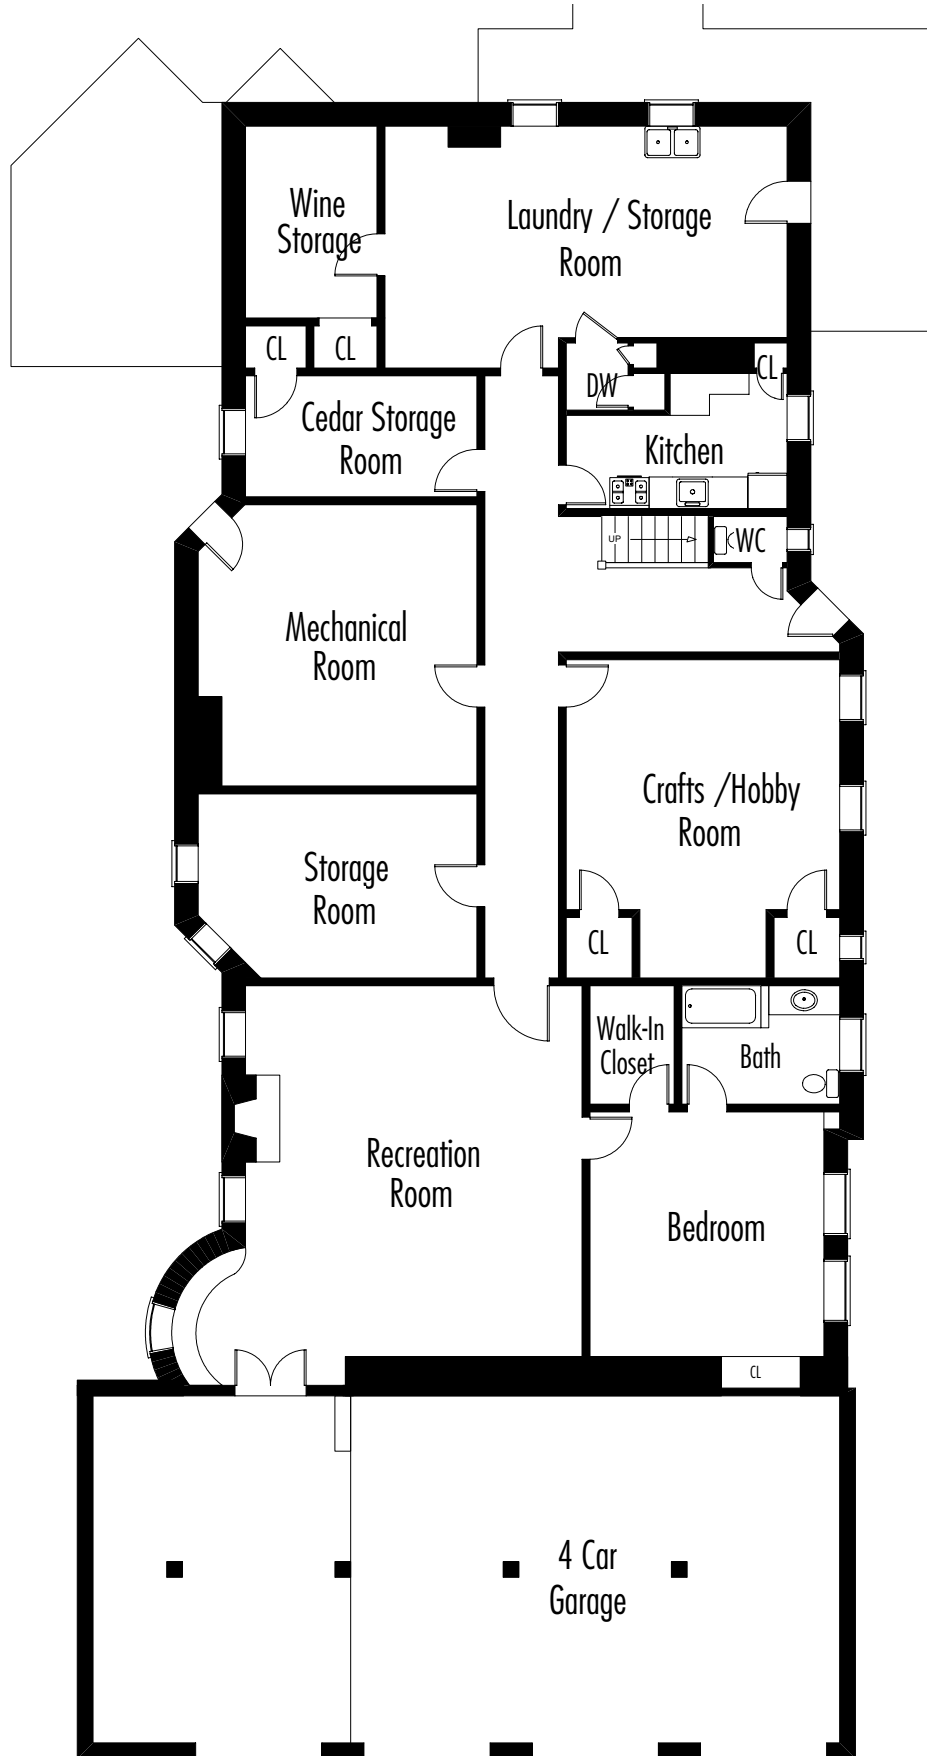 Wine
Storage
Laundry / Storage
Room
CL
CL
DW
CL
Cedar Storage
Room
Kitchen
UP
WC
Mechanical
Room
Crafts /Hobby
Room
Storage
Room
CL
CL
Walk-In
Closet
Bath
Recreation
Room
Bedroom
CL
4 Car
Garage